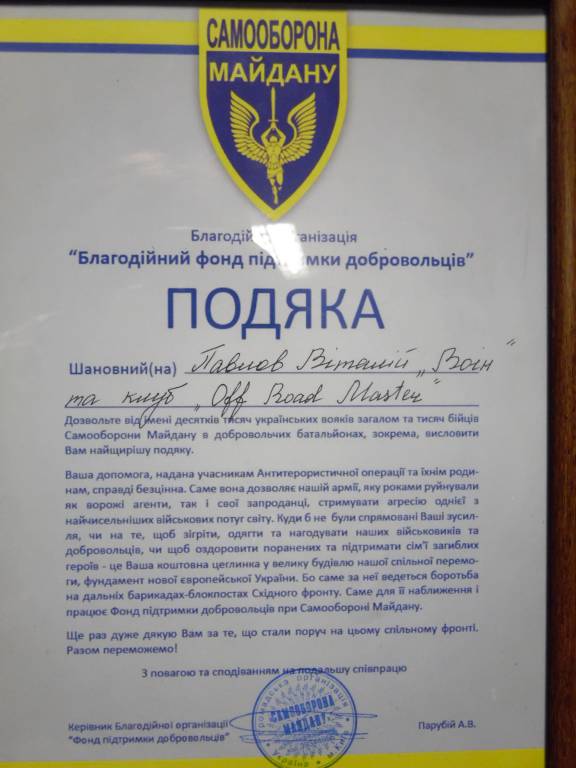 САМООБОРОНА
МАЙДАНУ
Благодійна організація
“Благодійний фонд підтримки добровольців”
ПОДЯКА
Шановний(на) Павлов Віталій „Воїн“
та клуб „Off Road Master“
Дозвольте від імені десятків тисяч українських вояків загалом та тисяч бійців
Самооборони Майдану в добровольчих батальйонах, зокрема, висловити
Вам найщирішу подяку.
Ваша допомога, надана учасникам Антитерористичної операції та їхнім роди-
нам, справді безцінна. Саме вона дозволяє нашій армії, яку роками руйнували
як ворожі агенти, так і свої запроданці, стримувати агресію однієї з
найчисельніших військових потуг світу. Куди б не були спрямовані Ваші зусил-
ля, чи на те, щоб зігріти, одягти та нагодувати наших військовиків та
добровольців, чи щоб оздоровити поранених та підтримати сім’ї загиблих
героїв - це Ваша коштовна цеглинка у велику будівлю нашої спільної перемо-
ги, фундамент нової європейської України. Бо саме за неї ведеться боротьба
на дальніх барикадах-блокпостах Східного фронту. Саме для її наближення і
працює Фонд підтримки добровольців при Самообороні Майдану.
Ще раз дуже дякую Вам за те, що стали поруч на цьому спільному фронті.
Разом переможемо!
З повагою та сподіванням на подальшу співпрацю
Керівник Благодійної організації
“Фонд підтримки добровольців”
Парубій А.В.
громадська організація
САМООБОРОНА
МАЙДАНУ
Україна